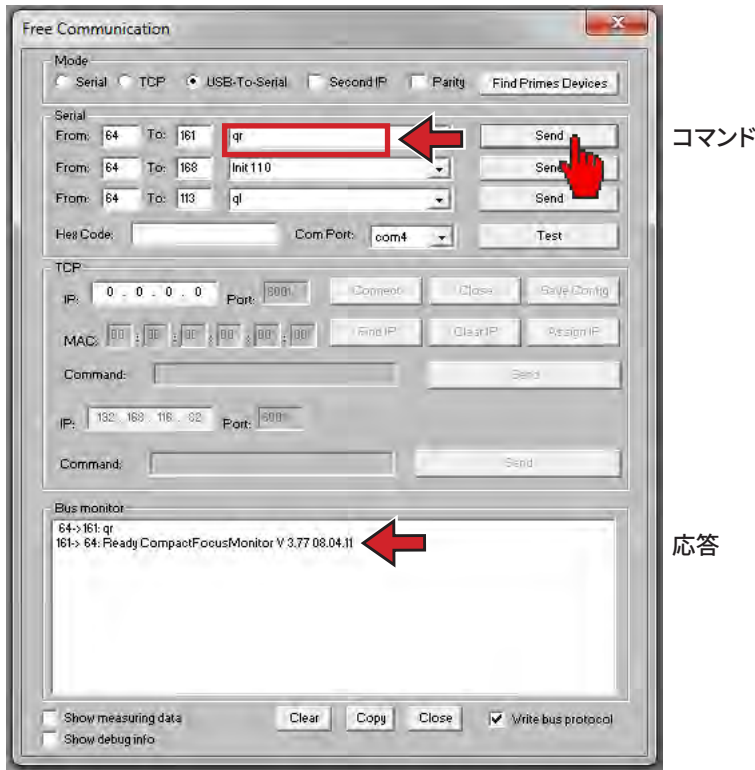 Free Communication
Mode
Serial TCP USB-To-Serial Second IP Parity Find Primes Devices
Serial
From: 64 To: 161 qr Send コマンド
From: 64 To: 168 Init 110 Send
From: 64 To: 113 ql Send
Hex Code: Com Port: com4 Test
TCP
IP: 0 . 0 . 0 . 0 Port: Connect Close Save Config
MAC: Find IP Clear IP Assign IP
Command: Send
IP: Port:
Command: Send
Bus monitor
64-> 161: qr
161-> 64: Ready CompactFocusMonitor V 3.77 08.04.11
応答
Show measuring data Clear Copy Close Write bus protocol
Show debug info